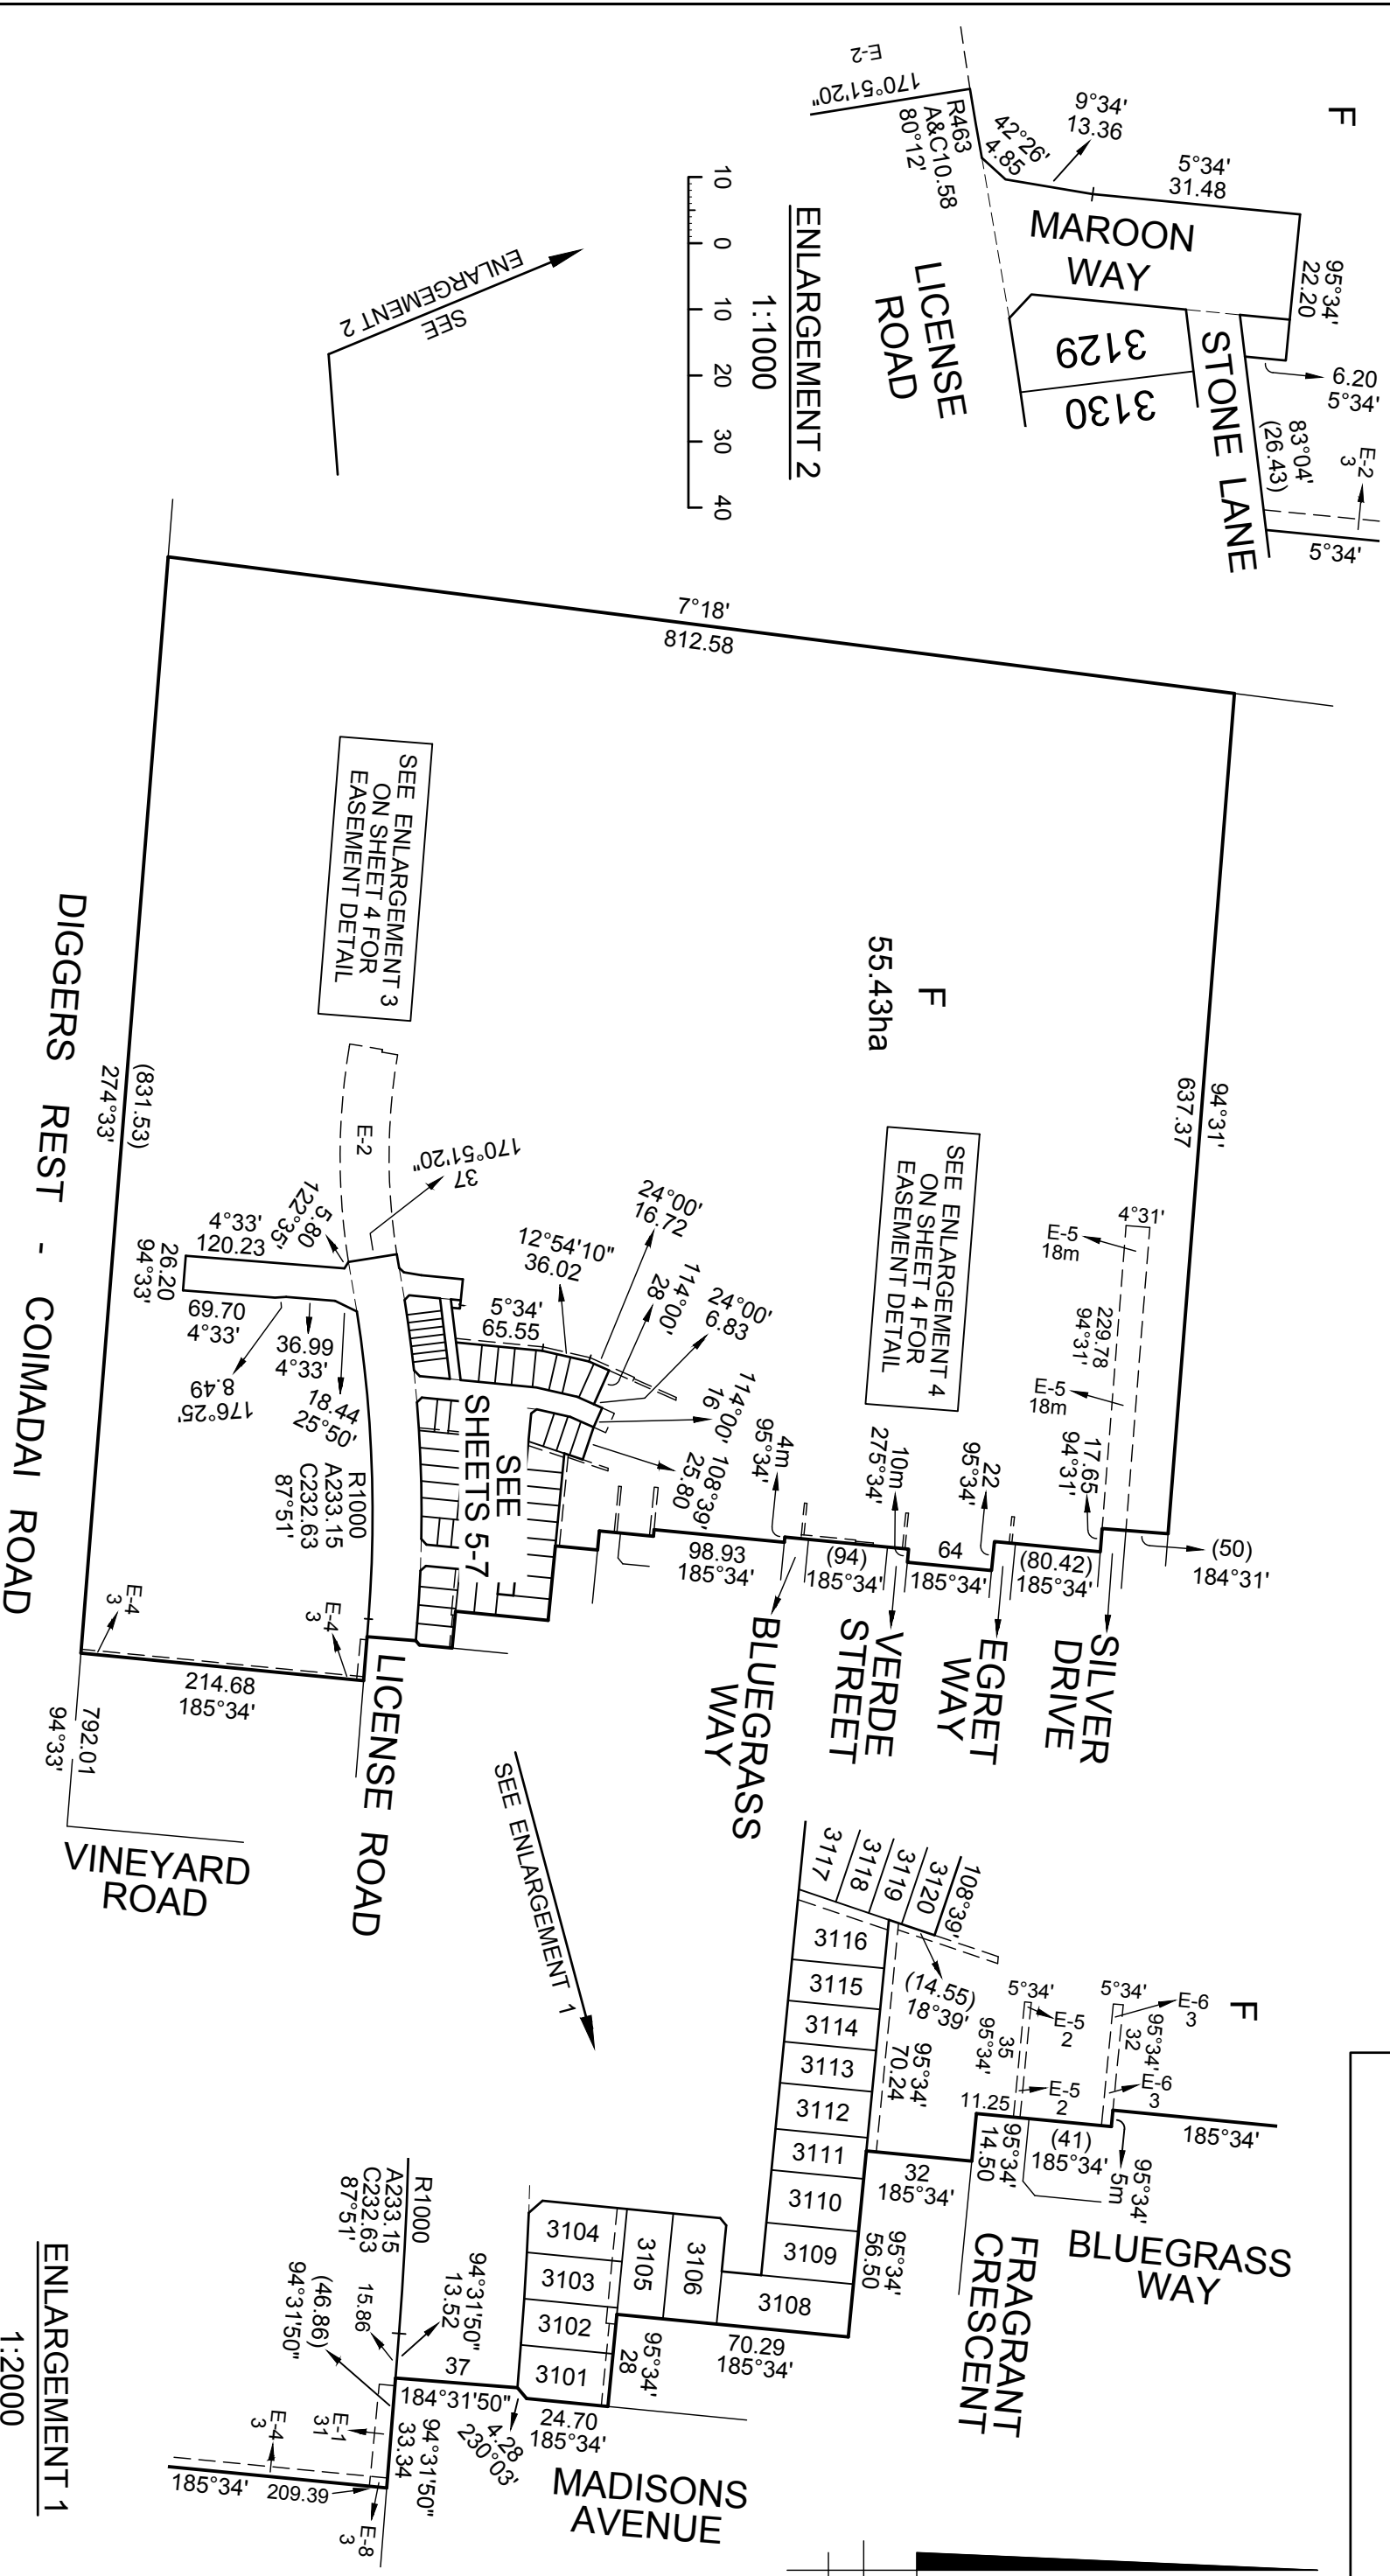 F
E-2
170°51'20"
R463
A&C10.58
80°12'
42°26'
4.85
9°34'
13.36
5°34'
31.48
95°34'
22.20
MAROON
WAY
6.20
5°34'
83°04'
(26.43)
E-2
3
5°34'
STONE LANE
3129
3130
LICENSE
ROAD
ENLARGEMENT 2
1:1000
10 0 10 20 30 40
SEE
ENLARGEMENT 2
7°18'
812.58
SEE ENLARGEMENT 3
ON SHEET 4 FOR
EASEMENT DETAIL
F
55.43ha
SEE ENLARGEMENT 4
ON SHEET 4 FOR
EASEMENT DETAIL
94°31'
637.37
4°31'
E-5
18m
229.78
94°31'
E-5
18m
17.65
94°31'
(50)
184°31'
(80.42)
185°34'
22
95°34'
64
185°34'
10m
275°34'
(94)
185°34'
4m
95°34'
98.93
185°34'
SILVER
DRIVE
EGRET
WAY
VERDE
STREET
BLUEGRASS
WAY
E-2
37
170°51'20"
5.80
122°35'
4°33'
120.23
26.20
94°33'
69.70
4°33'
8.49
176°25'
36.99
4°33'
18.44
25°50'
5°34'
65.55
12°54'10"
36.02
24°00'
16.72
114°00'
28
24°00'
6.83
114°00'
16
108°39'
25.80
SEE
SHEETS 5-7
R1000
A233.15
C232.63
87°51'
E-4
3
E-4
3
214.68
185°34'
(831.53)
274°33'
DIGGERS REST - COIMADAI ROAD
792.01
94°33'
VINEYARD
ROAD
LICENSE ROAD
SEE ENLARGEMENT 1
F
3117
3118
3119
3120
108°39'
3116
3115
3114
3113
3112
3111
3110
3109
3108
(14.55)
18°39'
95°34'
70.24
5°34'
E-5
2
35
95°34'
E-5
2
5°34'
E-6
3
95°34'
32
E-6
3
185°34'
95°34'
5m
(41)
185°34'
11.25
95°34'
14.50
32
185°34'
95°34'
56.50
BLUEGRASS
WAY
FRAGRANT
CRESCENT
3106
3105
3104
3103
3102
3101
70.29
185°34'
95°34'
28
24.70
185°34'
4.28
230°03'
MADISONS
AVENUE
37
184°31'50"
94°31'50"
13.52
R1000
A233.15
C232.63
87°51'
15.86
(46.86)
94°31'50"
94°31'50"
33.34
E-1
31
E-4
3
185°34'
209.39
E-8
3
ENLARGEMENT 1
1:2000